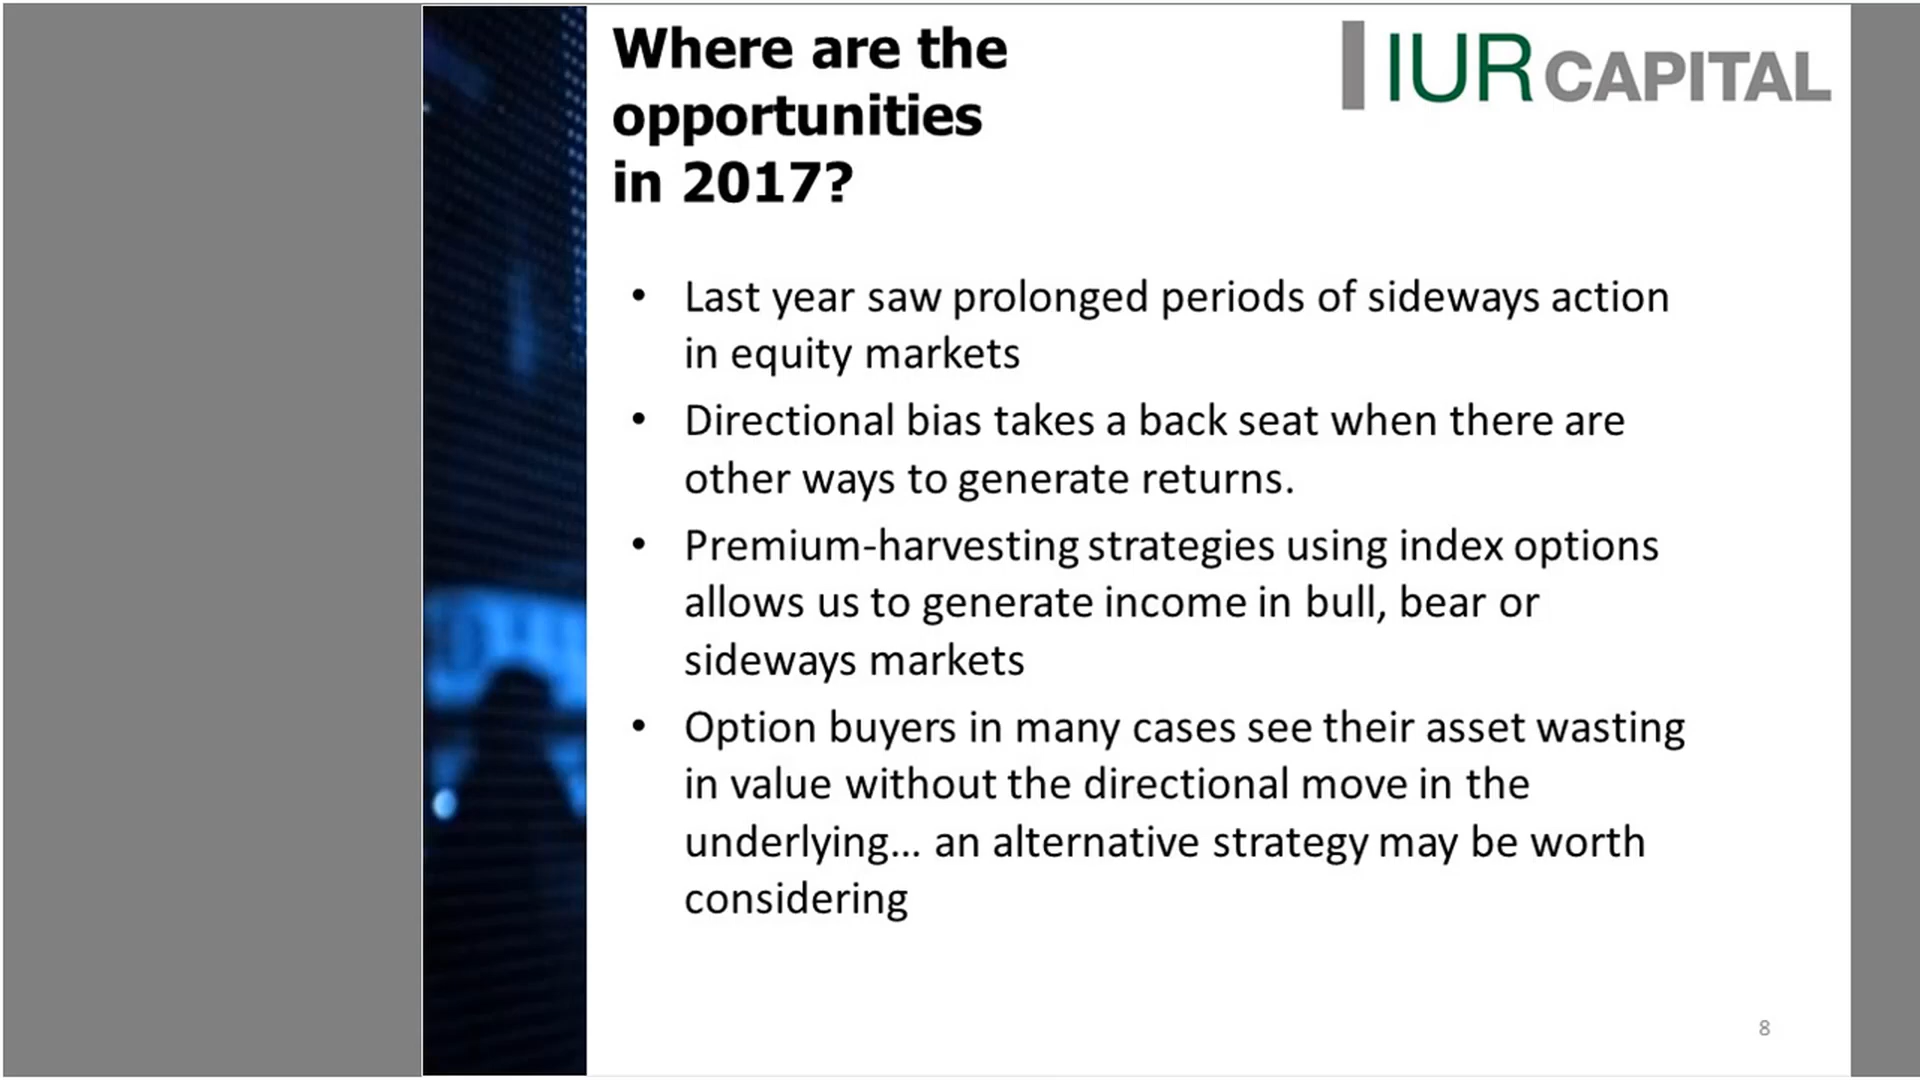 Where are the
opportunities
in 2017?
IUR CAPITAL
• Last year saw prolonged periods of sideways action
in equity markets
• Directional bias takes a back seat when there are
other ways to generate returns.
• Premium-harvesting strategies using index options
allows us to generate income in bull, bear or
sideways markets
• Option buyers in many cases see their asset wasting
in value without the directional move in the
underlying... an alternative strategy may be worth
considering
8